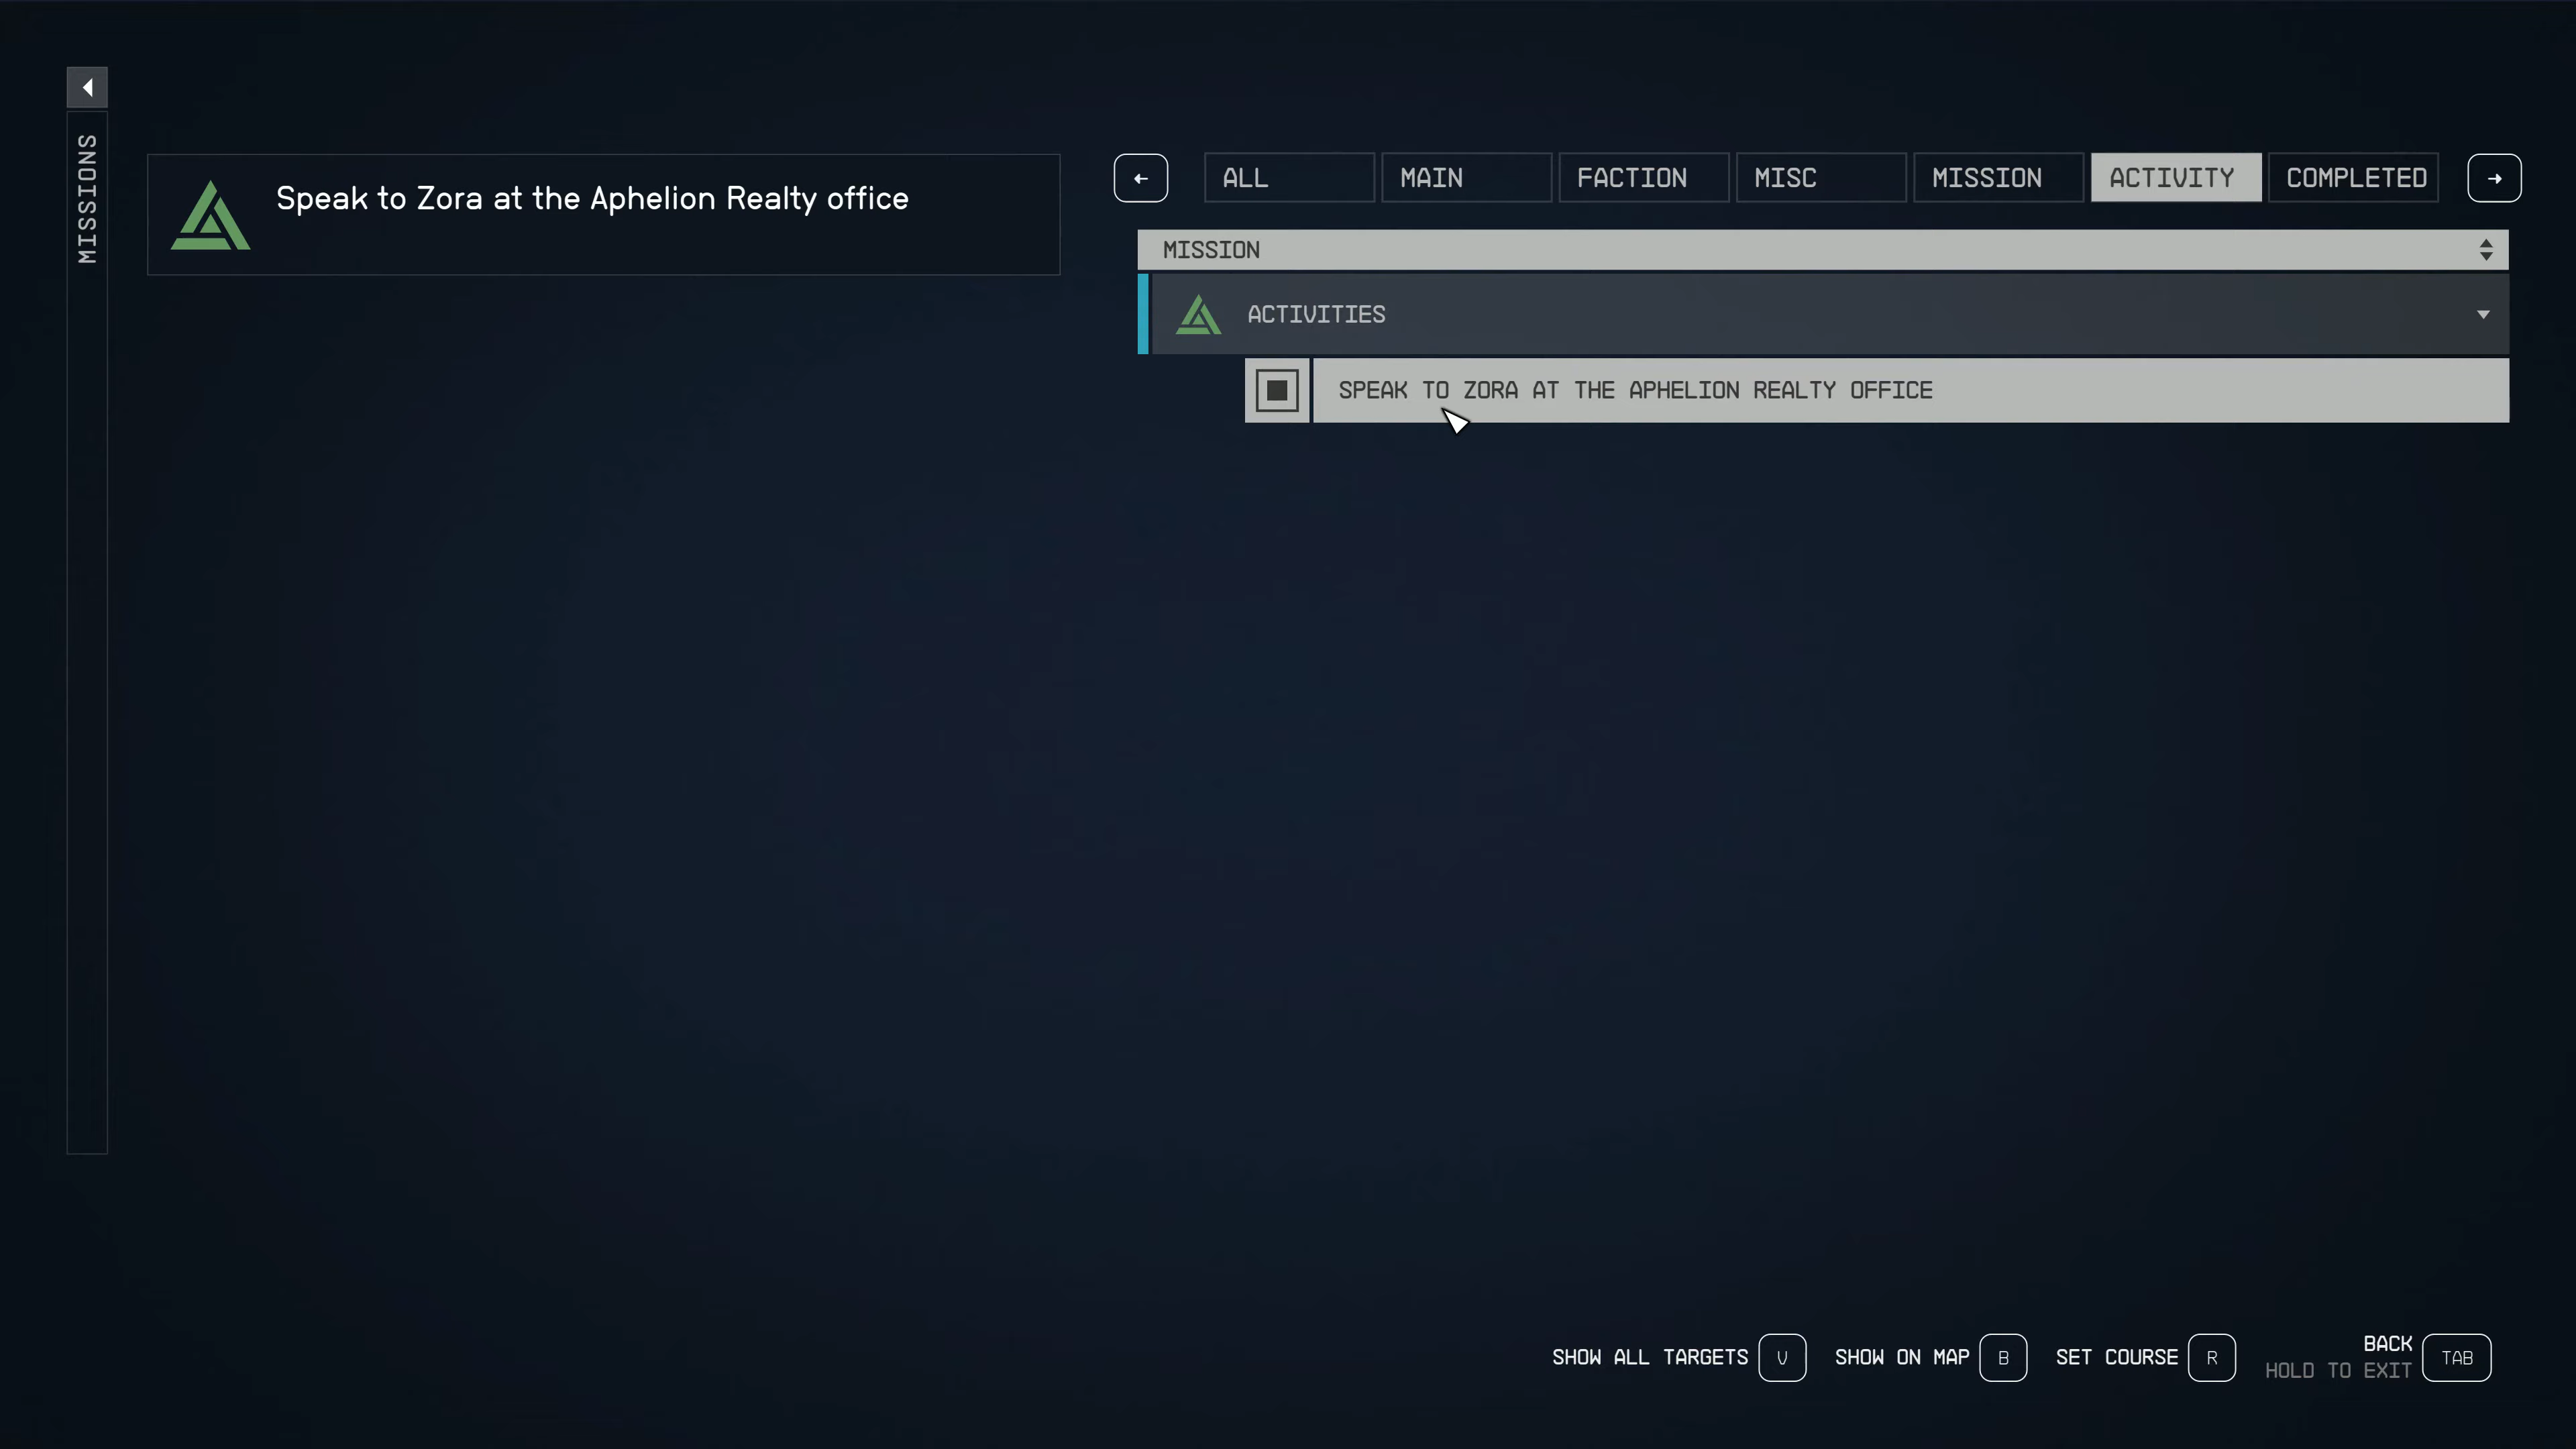 MISSIONS
Speak to Zora at the Aphelion Realty office
ALL
MAIN
FACTION
MISC
MISSION
ACTIVITY
COMPLETED
MISSION
ACTIVITIES
SPEAK TO ZORA AT THE APHELION REALTY OFFICE
SHOW ALL TARGETS V
SHOW ON MAP B
SET COURSE R
BACK
HOLD TO EXIT
TAB